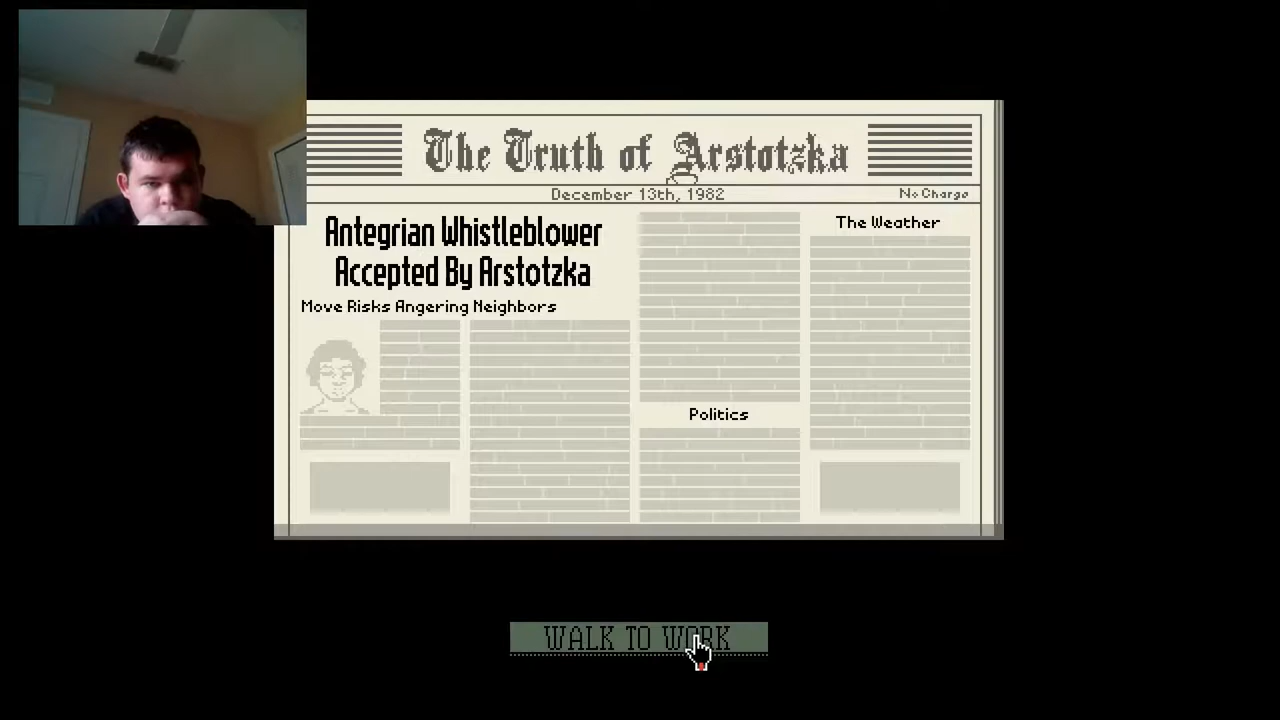 The Truth of Arstotzka
December 13th, 1982
No Charge
Antegrian Whistleblower
Accepted By Arstotzka
Move Risks Angering Neighbors
Politics
The Weather
WALK TO WORK